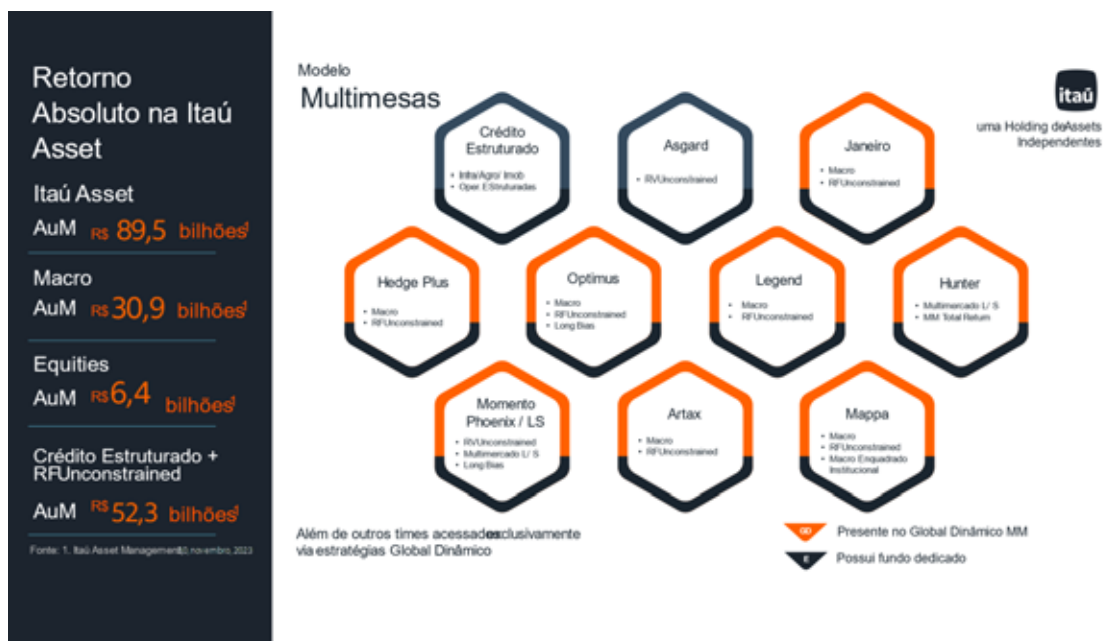 Retorno
Absoluto na Itaú
Asset
Itaú Asset
AuM R$ 89,5 bilhões¹
Macro
AuM R$ 30,9 bilhões¹
Equities
AuM R$ 6,4 bilhões¹
Crédito Estruturado +
RFUnconstrained
AuM R$ 52,3 bilhões¹
Fonte: 1. Itaú Asset Management, novembro, 2023
Modelo
Multimesas
itaú
uma Holding de Assets
Independentes
Crédito
Estruturado
• Infra/Agro/ Imob
• Oper. EStruturadas
Asgard
• RVUnconstrained
Janeiro
• Macro
• RFUnconstrained
Hedge Plus
• Macro
• RFUnconstrained
Optimus
• Macro
• RFUnconstrained
• Long Bias
Legend
• Macro
• RFUnconstrained
Hunter
• Multimercado L/ S
• MM Total Return
Momento
Phoenix / LS
• RVUnconstrained
• Multimercado L/ S
• Long Bias
Artax
• Macro
• RFUnconstrained
Mappa
• Macro
• RFUnconstrained
• Macro Enquadrado
Institucional
Além de outros times acessados exclusivamente
via estratégias Global Dinâmico
GD Presente no Global Dinâmico MM
E Possui fundo dedicado